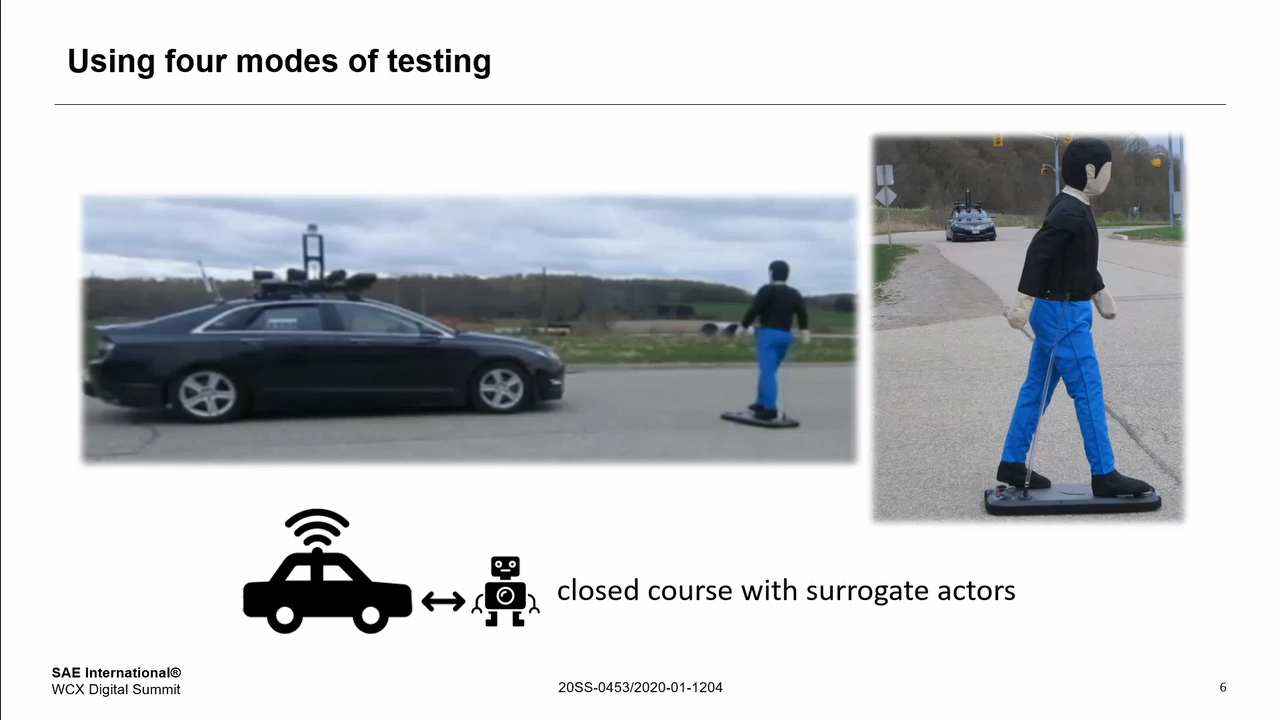 Using four modes of testing
closed course with surrogate actors
SAE International®
WCX Digital Summit
20SS-0453/2020-01-1204
6